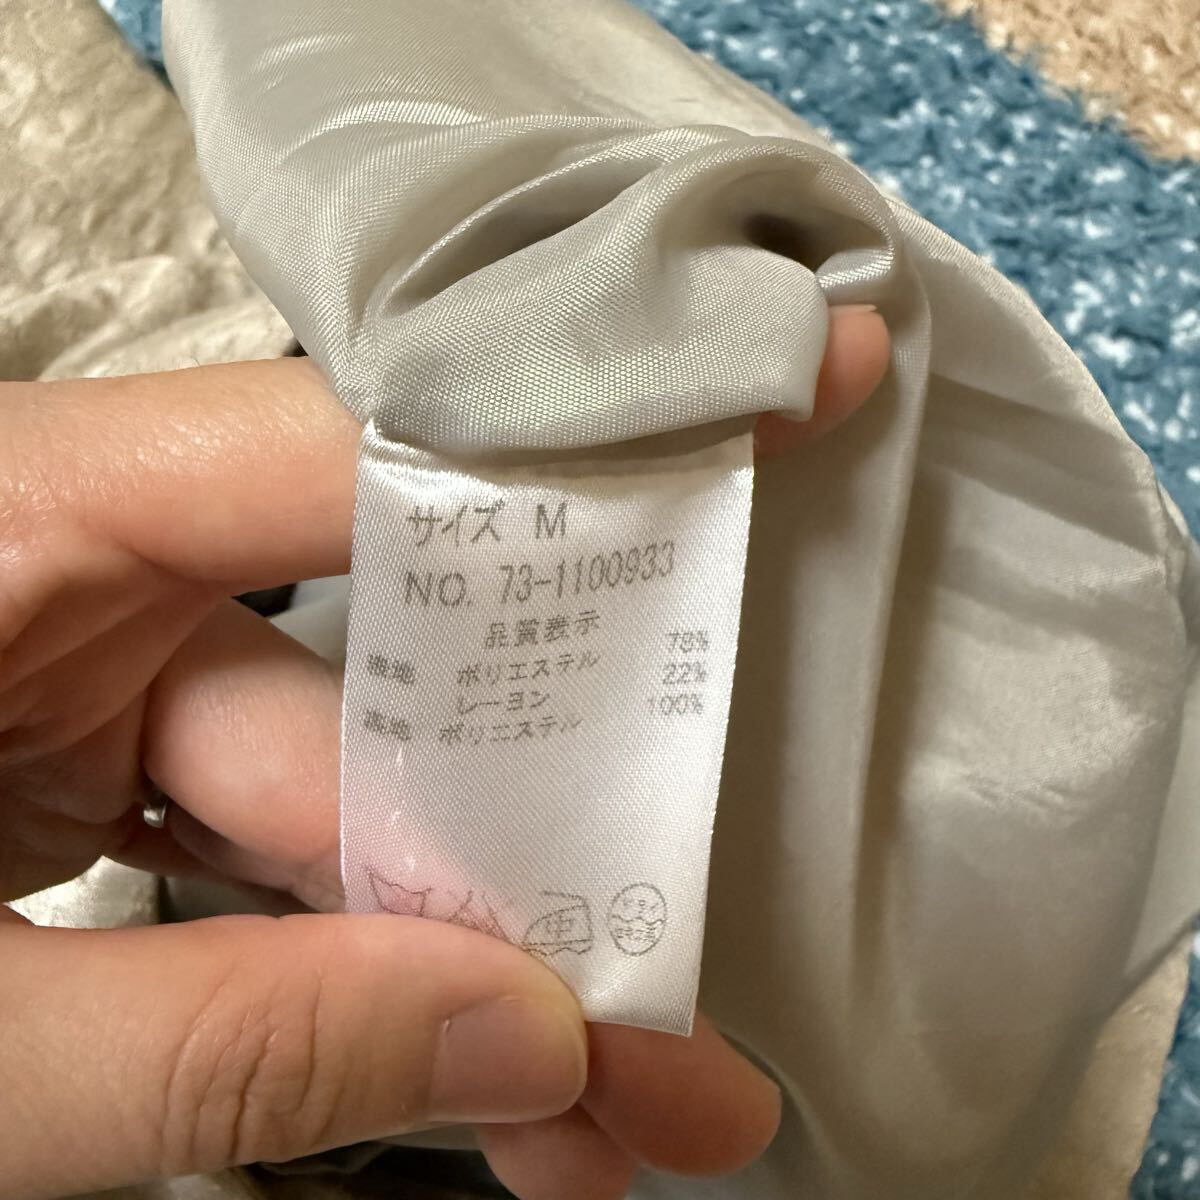 サイズ M
NO. 73-1100933
品質表示
表地 ポリエステル 78%
レーヨン 22%
裏地 ポリエステル 100%
中